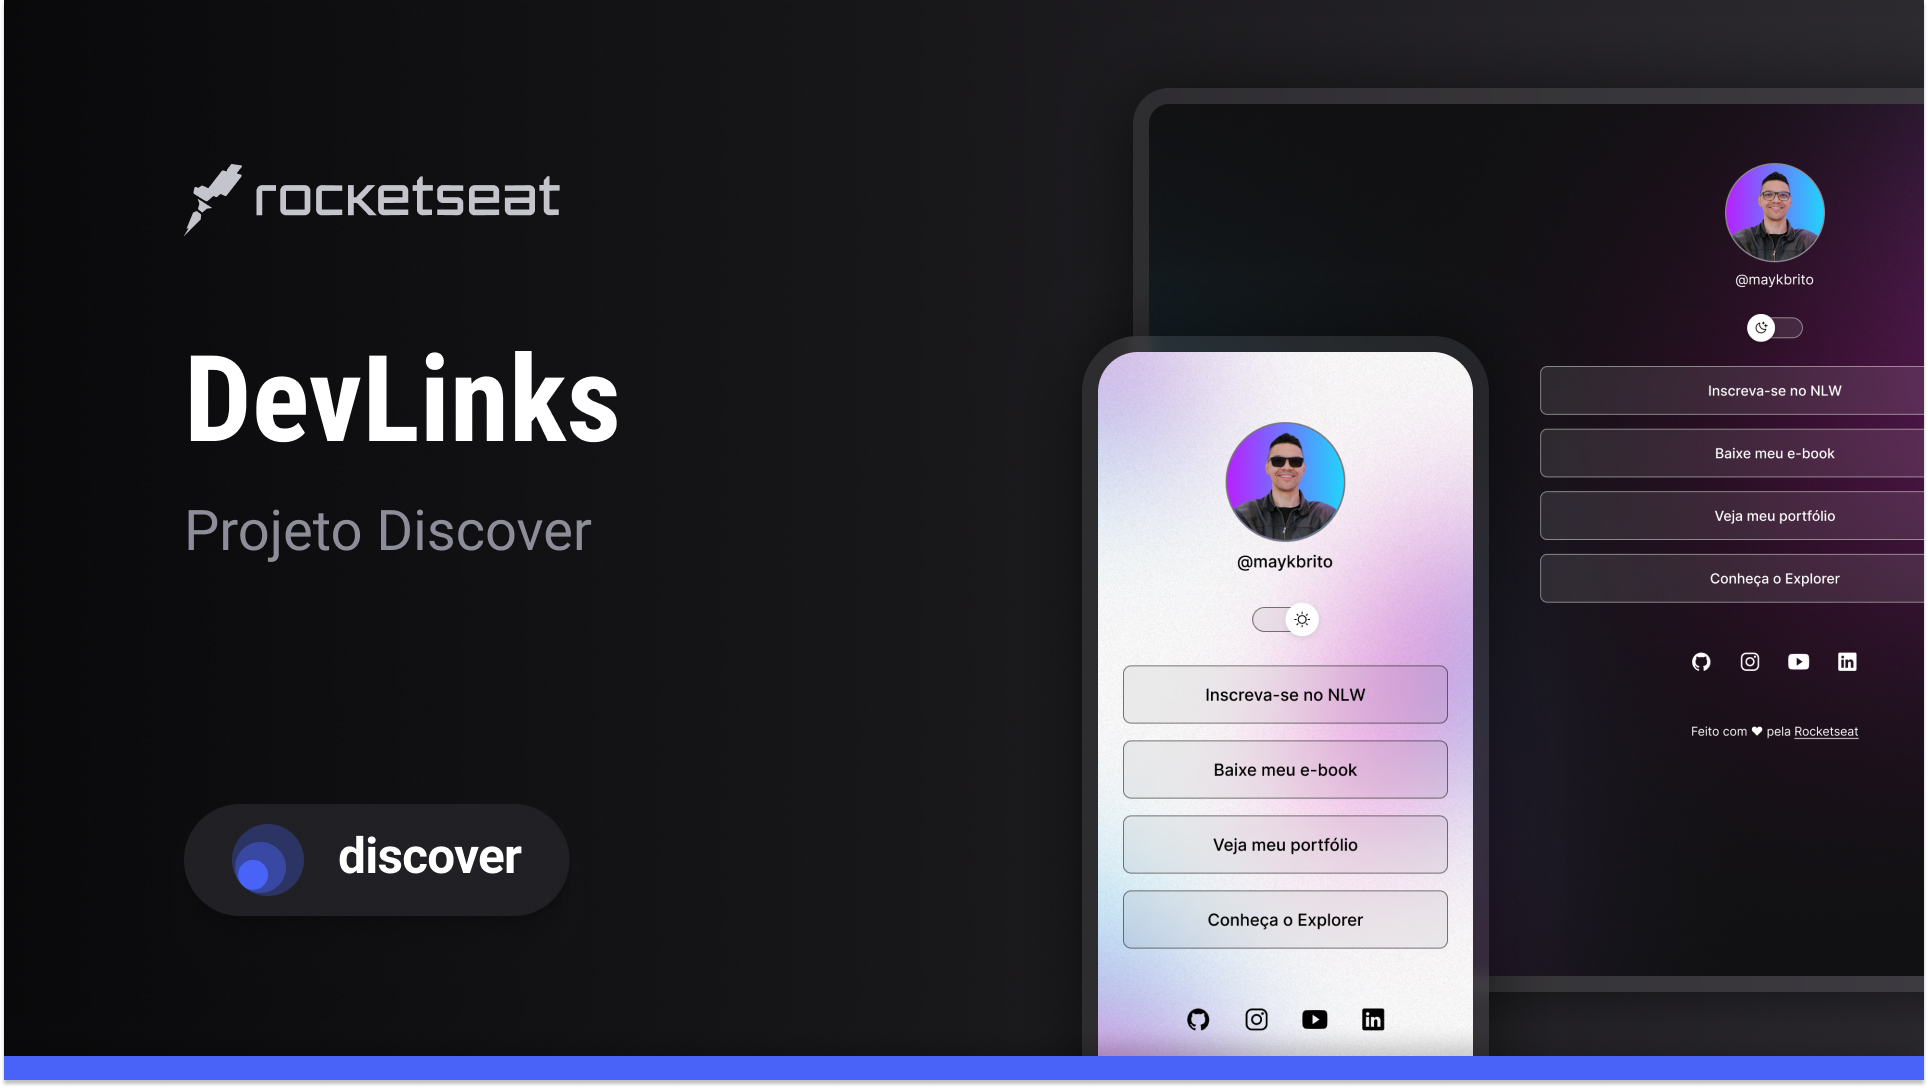 rocketseat
DevLinks
Projeto Discover
discover
@maykbrito
Inscreva-se no NLW
Baixe meu e-book
Veja meu portfólio
Conheça o Explorer
@maykbrito
Inscreva-se no NLW
Baixe meu e-book
Veja meu portfólio
Conheça o Explorer
Feito com ♥ pela Rocketseat